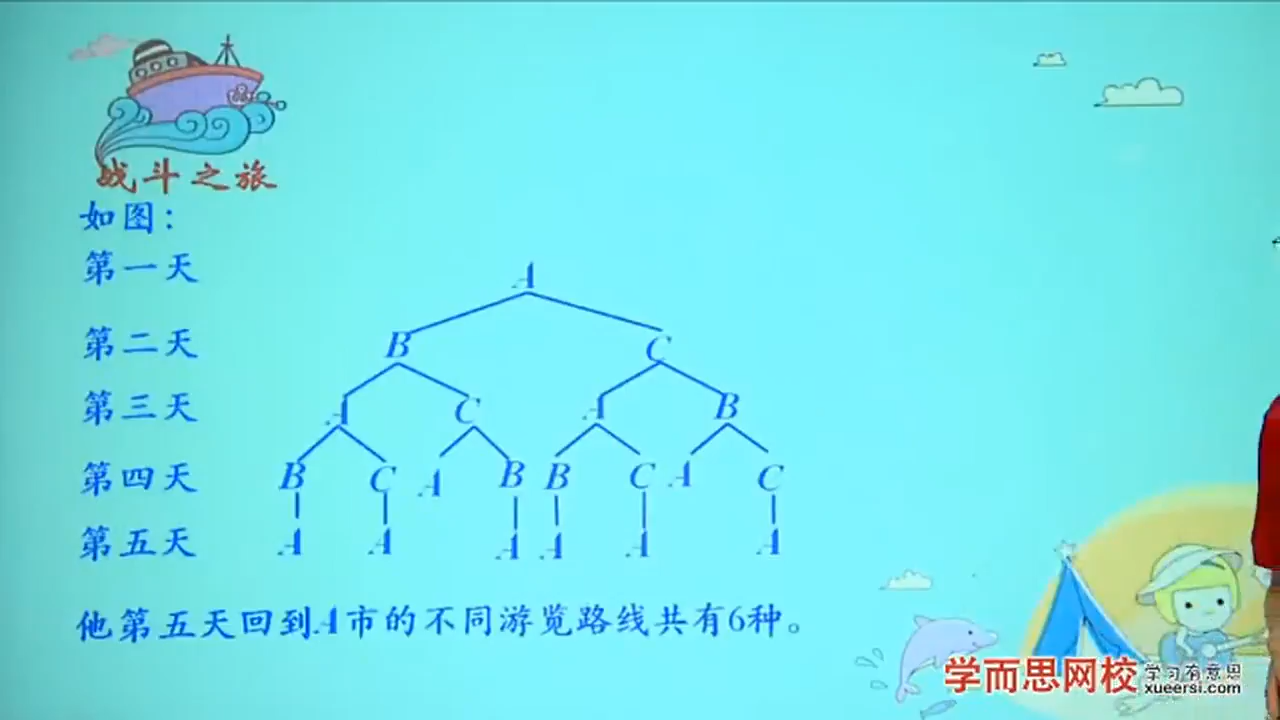 战斗之旅
如图：
第一天 A
第二天 B C
第三天 A C A B
第四天 B C A B B C A C
第五天 A A A A A A
他第五天回到A市的不同游览路线共有6种。
学而思网校 学习有意思
xueersi.com